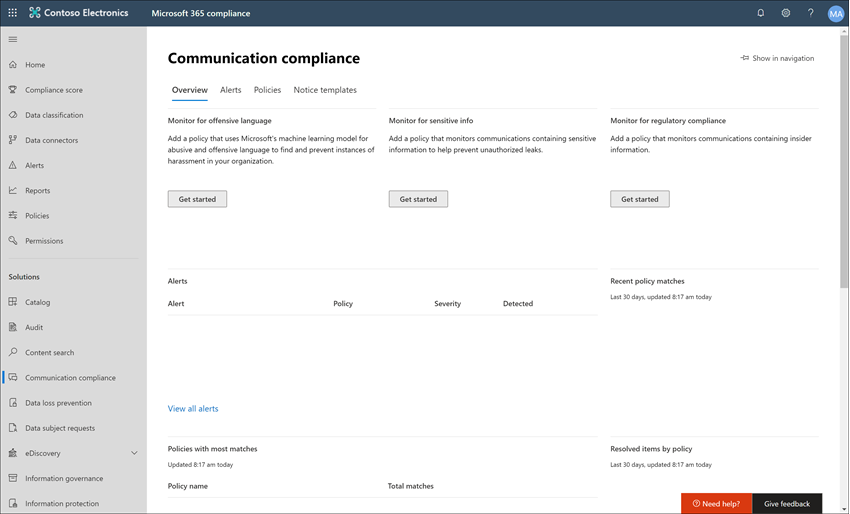 Contoso Electronics
Microsoft 365 compliance
?
MA
Home
Compliance score
Data classification
Data connectors
Alerts
Reports
Policies
Permissions
Solutions
Catalog
Audit
Content search
Communication compliance
Data loss prevention
Data subject requests
eDiscovery
Information governance
Information protection
Communication compliance
Show in navigation
Overview
Alerts
Policies
Notice templates
Monitor for offensive language
Add a policy that uses Microsoft's machine learning model for
abusive and offensive language to find and prevent instances of
harassment in your organization.
Get started
Monitor for sensitive info
Add a policy that monitors communications containing sensitive
information to help prevent unauthorized leaks.
Get started
Monitor for regulatory compliance
Add a policy that monitors communications containing insider
information.
Get started
Alerts
Alert Policy Severity Detected
View all alerts
Recent policy matches
Last 30 days, updated 8:17 am today
Policies with most matches
Updated 8:17 am today
Policy name Total matches
Resolved items by policy
Last 30 days, updated 8:17 am today
Need help?
Give feedback